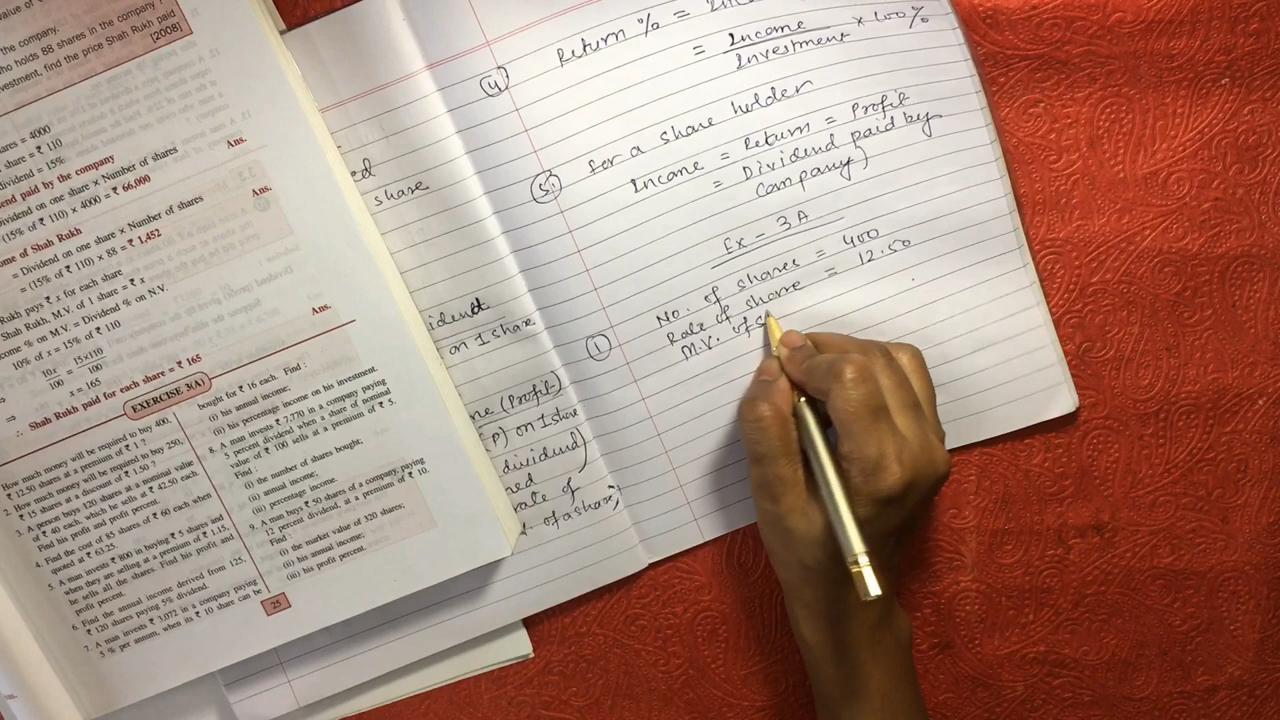 value of ₹
the company.
who holds 88 shares in the company
vestment, find the price Shah Rukh paid
[2008]
ares = 4000
share = ₹ 110
dividend = 15%
end paid by the company
Dividend on one share × Number of shares
(15% of ₹ 110) × 4000 = ₹ 66,000
Ans.
ome of Shah Rukh
= Dividend on one share × Number of shares
= (15% of ₹ 110) × 88 = ₹ 1,452
Ans.
Rukh pays ₹ x for each share
Shah Rukh, M.V. of 1 share = ₹ x
ome % on M.V. = Dividend % on N.V.
10% of x = 15% of ₹ 110
⇒ 10x/100 = 15×110/100
⇒ x = 165
∴ Shah Rukh paid for each share = ₹ 165
Ans.
EXERCISE 3(A)
How much money will be required to buy 400,
₹ 12.50 shares at a premium of ₹ 1 ?
2. How much money will be required to buy 250,
₹ 15 shares at a discount of ₹ 1.50 ?
3. A person buys 120 shares at a nominal value
of ₹ 40 each, which he sells at ₹ 42.50 each.
Find his profit and profit percent.
4. Find the cost of 85 shares of ₹ 60 each when
quoted at ₹ 63.25.
5. A man invests ₹ 800 in buying ₹ 5 shares and
when they are selling at a premium of ₹ 1.15,
he sells all the shares. Find his profit and
profit percent.
6. Find the annual income derived from 125,
₹ 120 shares paying 5% dividend.
7. A man invests ₹ 3,072 in a company paying
5 % per annum, when its ₹ 10 share can be
bought for ₹ 16 each. Find :
(i) his annual income;
(ii) his percentage income on his investment.
8. A man invests ₹ 7,770 in a company paying
5 percent dividend when a share of nominal
value of ₹ 100 sells at a premium of ₹ 5.
Find :
(i) the number of shares bought;
(ii) annual income;
(iii) percentage income.
9. A man buys ₹ 50 shares of a company, paying
12 percent dividend, at a premium of ₹ 10.
Find :
(i) the market value of 320 shares;
(ii) his annual income;
(iii) his profit percent.
25
ed
share
idend
on 1 share
ne (Profit)
(P) on 1 share
dividend)
ned
rate of
of a share)
4 Return % =
= Income/Investment × 100%
5. For a share holder
Income = Return = Profit
= Dividend paid by
company)
Ex - 3A
1 No. of shares = 400
Rate of share = 12.50
M.V. of s